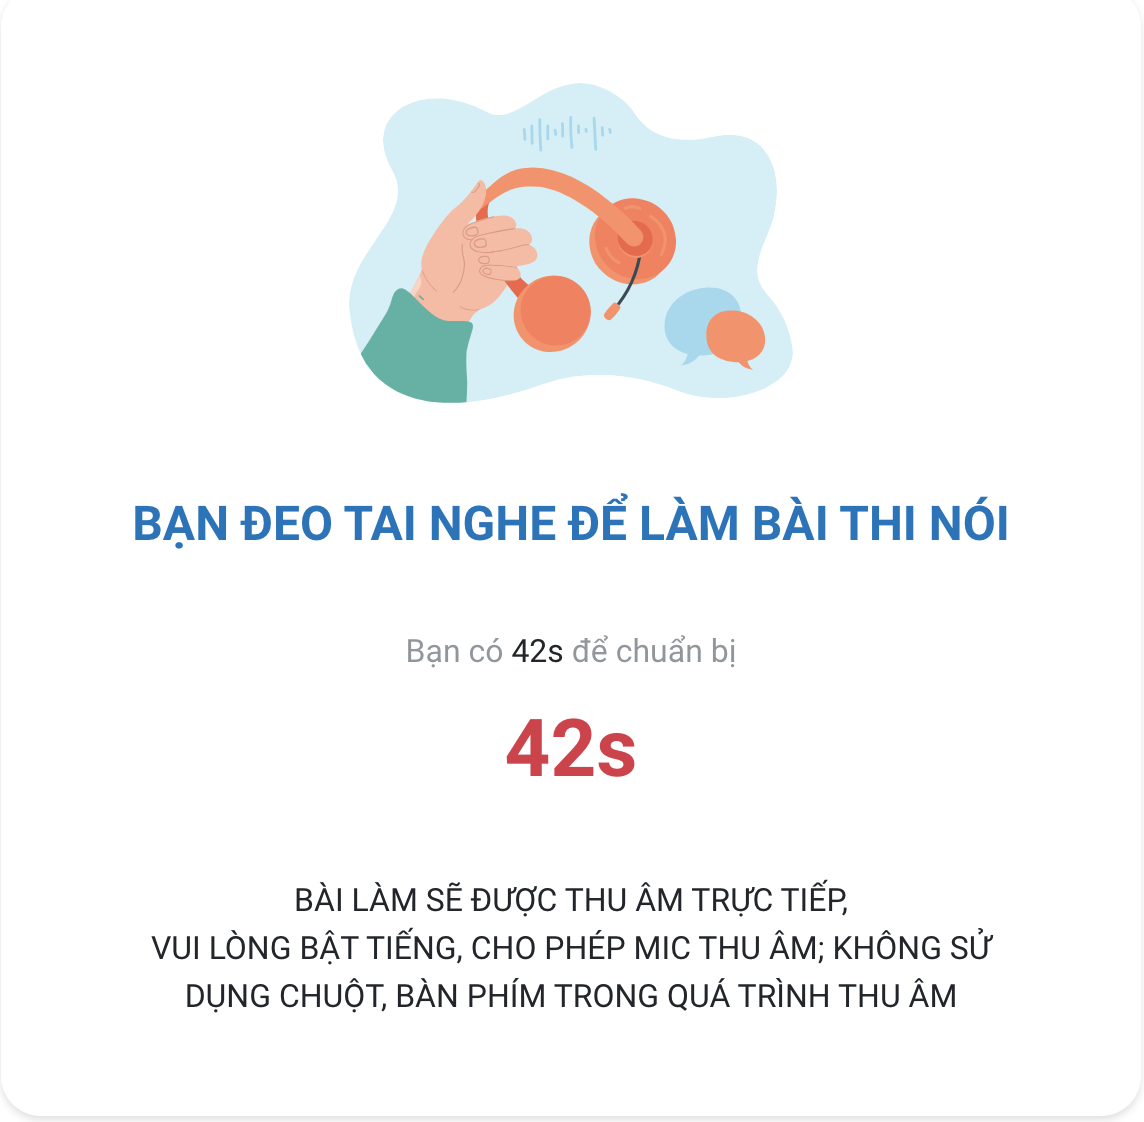 BẠN ĐEO TAI NGHE ĐỂ LÀM BÀI THI NÓI
Bạn có 42s để chuẩn bị
42s
BÀI LÀM SẼ ĐƯỢC THU ÂM TRỰC TIẾP,
VUI LÒNG BẬT TIẾNG, CHO PHÉP MIC THU ÂM; KHÔNG SỬ
DỤNG CHUỘT, BÀN PHÍM TRONG QUÁ TRÌNH THU ÂM